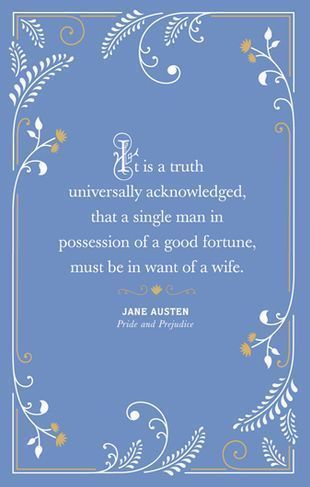 It is a truth
universally acknowledged,
that a single man in
possession of a good fortune,
must be in want of a wife.
JANE AUSTEN
Pride and Prejudice